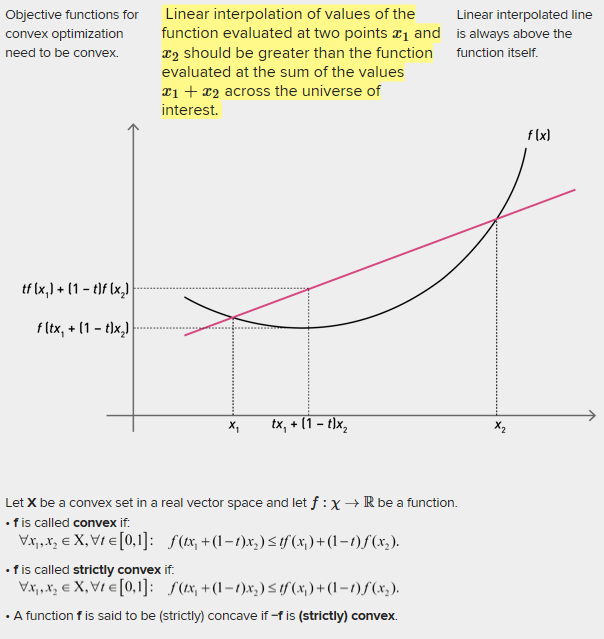 Objective functions for
convex optimization
need to be convex.
Linear interpolation of values of the
function evaluated at two points x₁ and
x₂ should be greater than the function
evaluated at the sum of the values
x₁ + x₂ across the universe of
interest.
Linear interpolated line
is always above the
function itself.
f (x)
tf (x₁) + (1 – t)f (x₂)
f (tx₁ + (1 – t)x₂)
x₁
tx₁ + (1 – t)x₂
x₂
Let X be a convex set in a real vector space and let f : χ → ℝ be a function.
• f is called convex if:
∀x₁, x₂ ∈ X, ∀t ∈ [0,1]: f(tx₁ + (1–t)x₂) ≤ tf(x₁) + (1–t)f(x₂).
• f is called strictly convex if:
∀x₁, x₂ ∈ X, ∀t ∈ [0,1]: f(tx₁ + (1–t)x₂) ≤ tf(x₁) + (1–t)f(x₂).
• A function f is said to be (strictly) concave if –f is (strictly) convex.